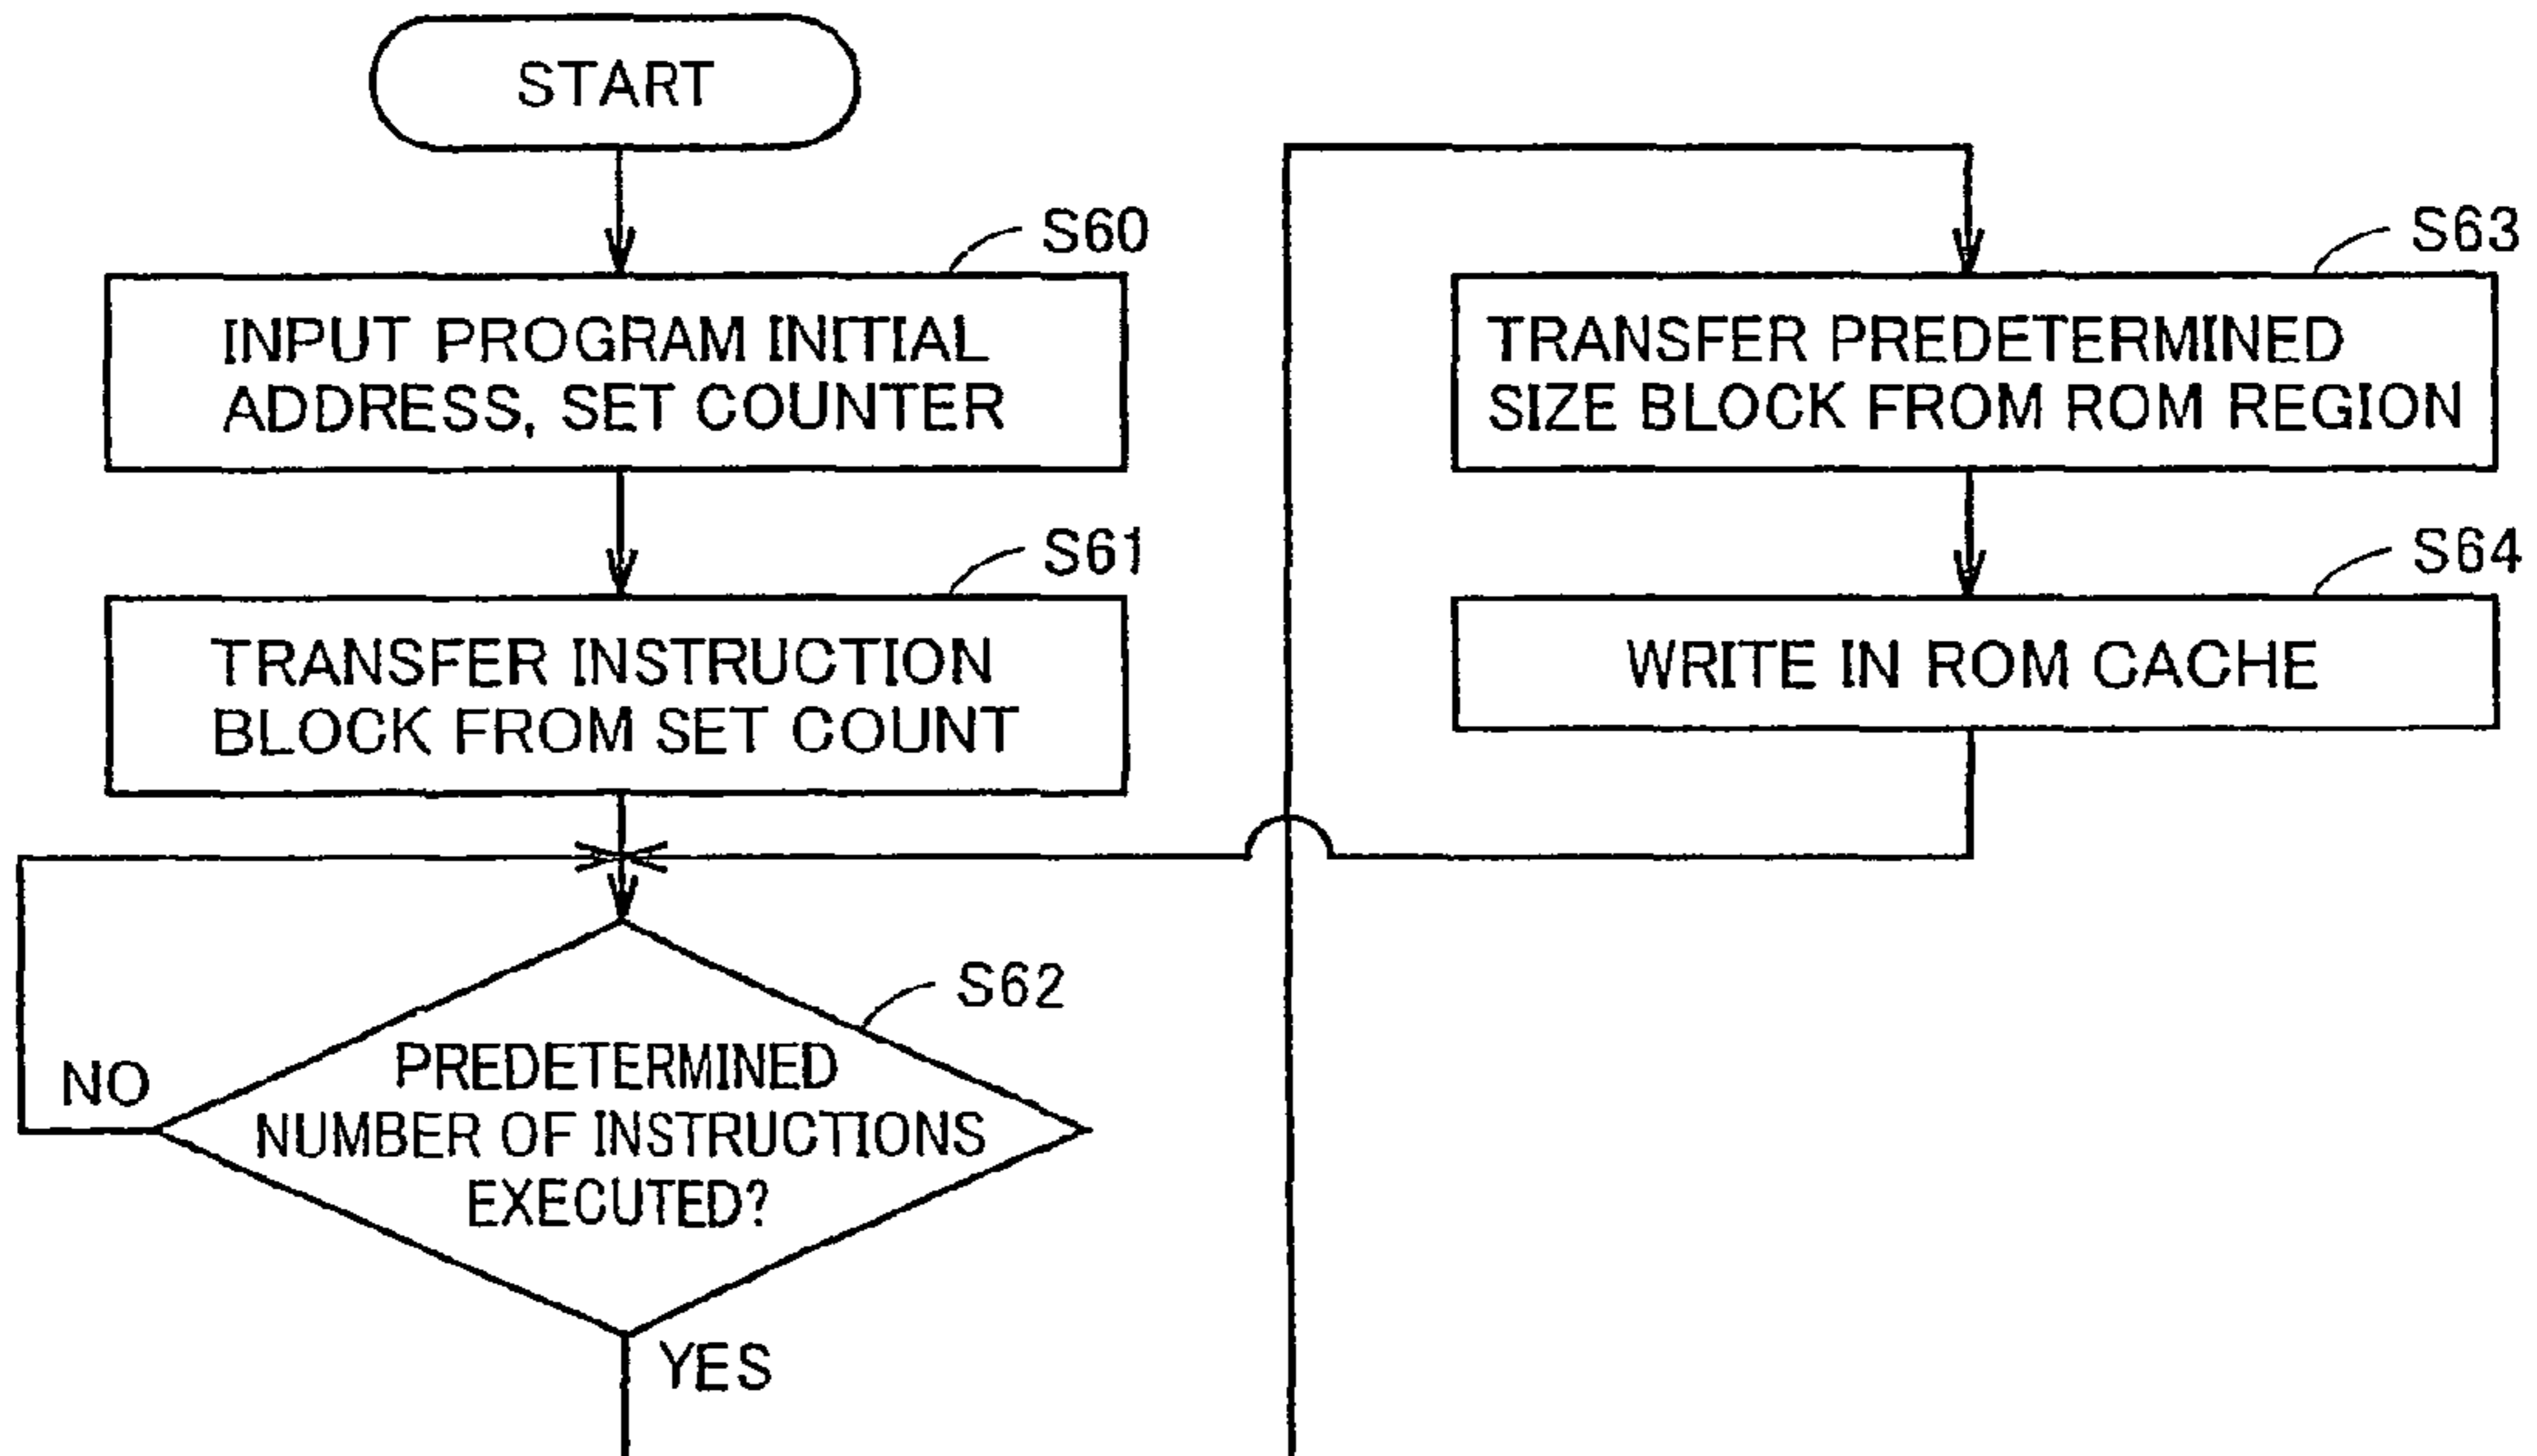 START
S60
INPUT PROGRAM INITIAL
ADDRESS, SET COUNTER
S61
TRANSFER INSTRUCTION
BLOCK FROM SET COUNT
S62
PREDETERMINED
NUMBER OF INSTRUCTIONS
EXECUTED?
NO
YES
S63
TRANSFER PREDETERMINED
SIZE BLOCK FROM ROM REGION
S64
WRITE IN ROM CACHE